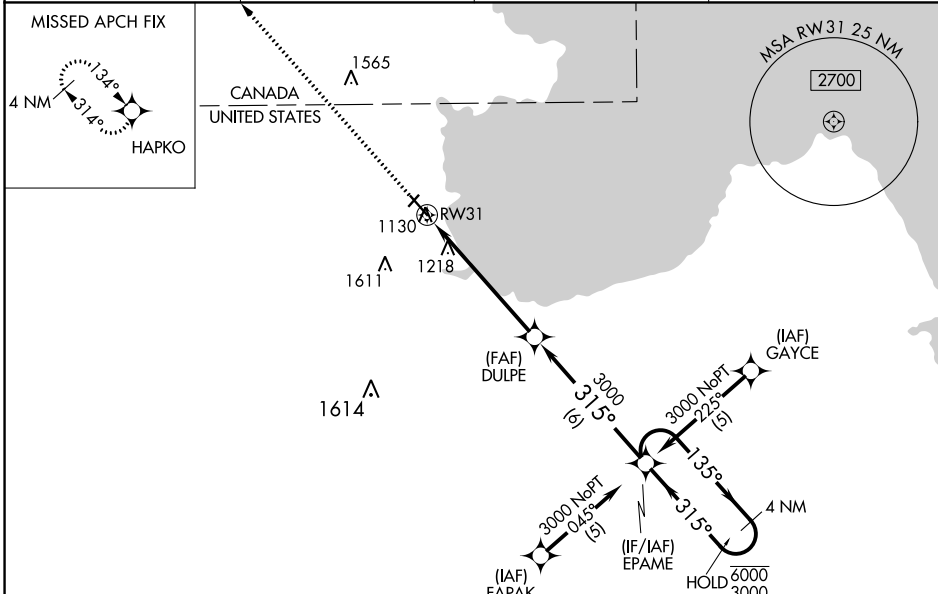 MISSED APCH FIX
134°
4 NM
314°
HAPKO
1565
CANADA
UNITED STATES
MSA RW31 25 NM
2700
RW31
1130
1218
1611
(FAF)
DULPE
1614
3000
315°
(6)
(IAF)
GAYCE
3000 NoPT
225°
(5)
135°
4 NM
315°
3000 NoPT
045°
(5)
(IF/IAF)
EPAME
HOLD
6000
3000
(IAF)